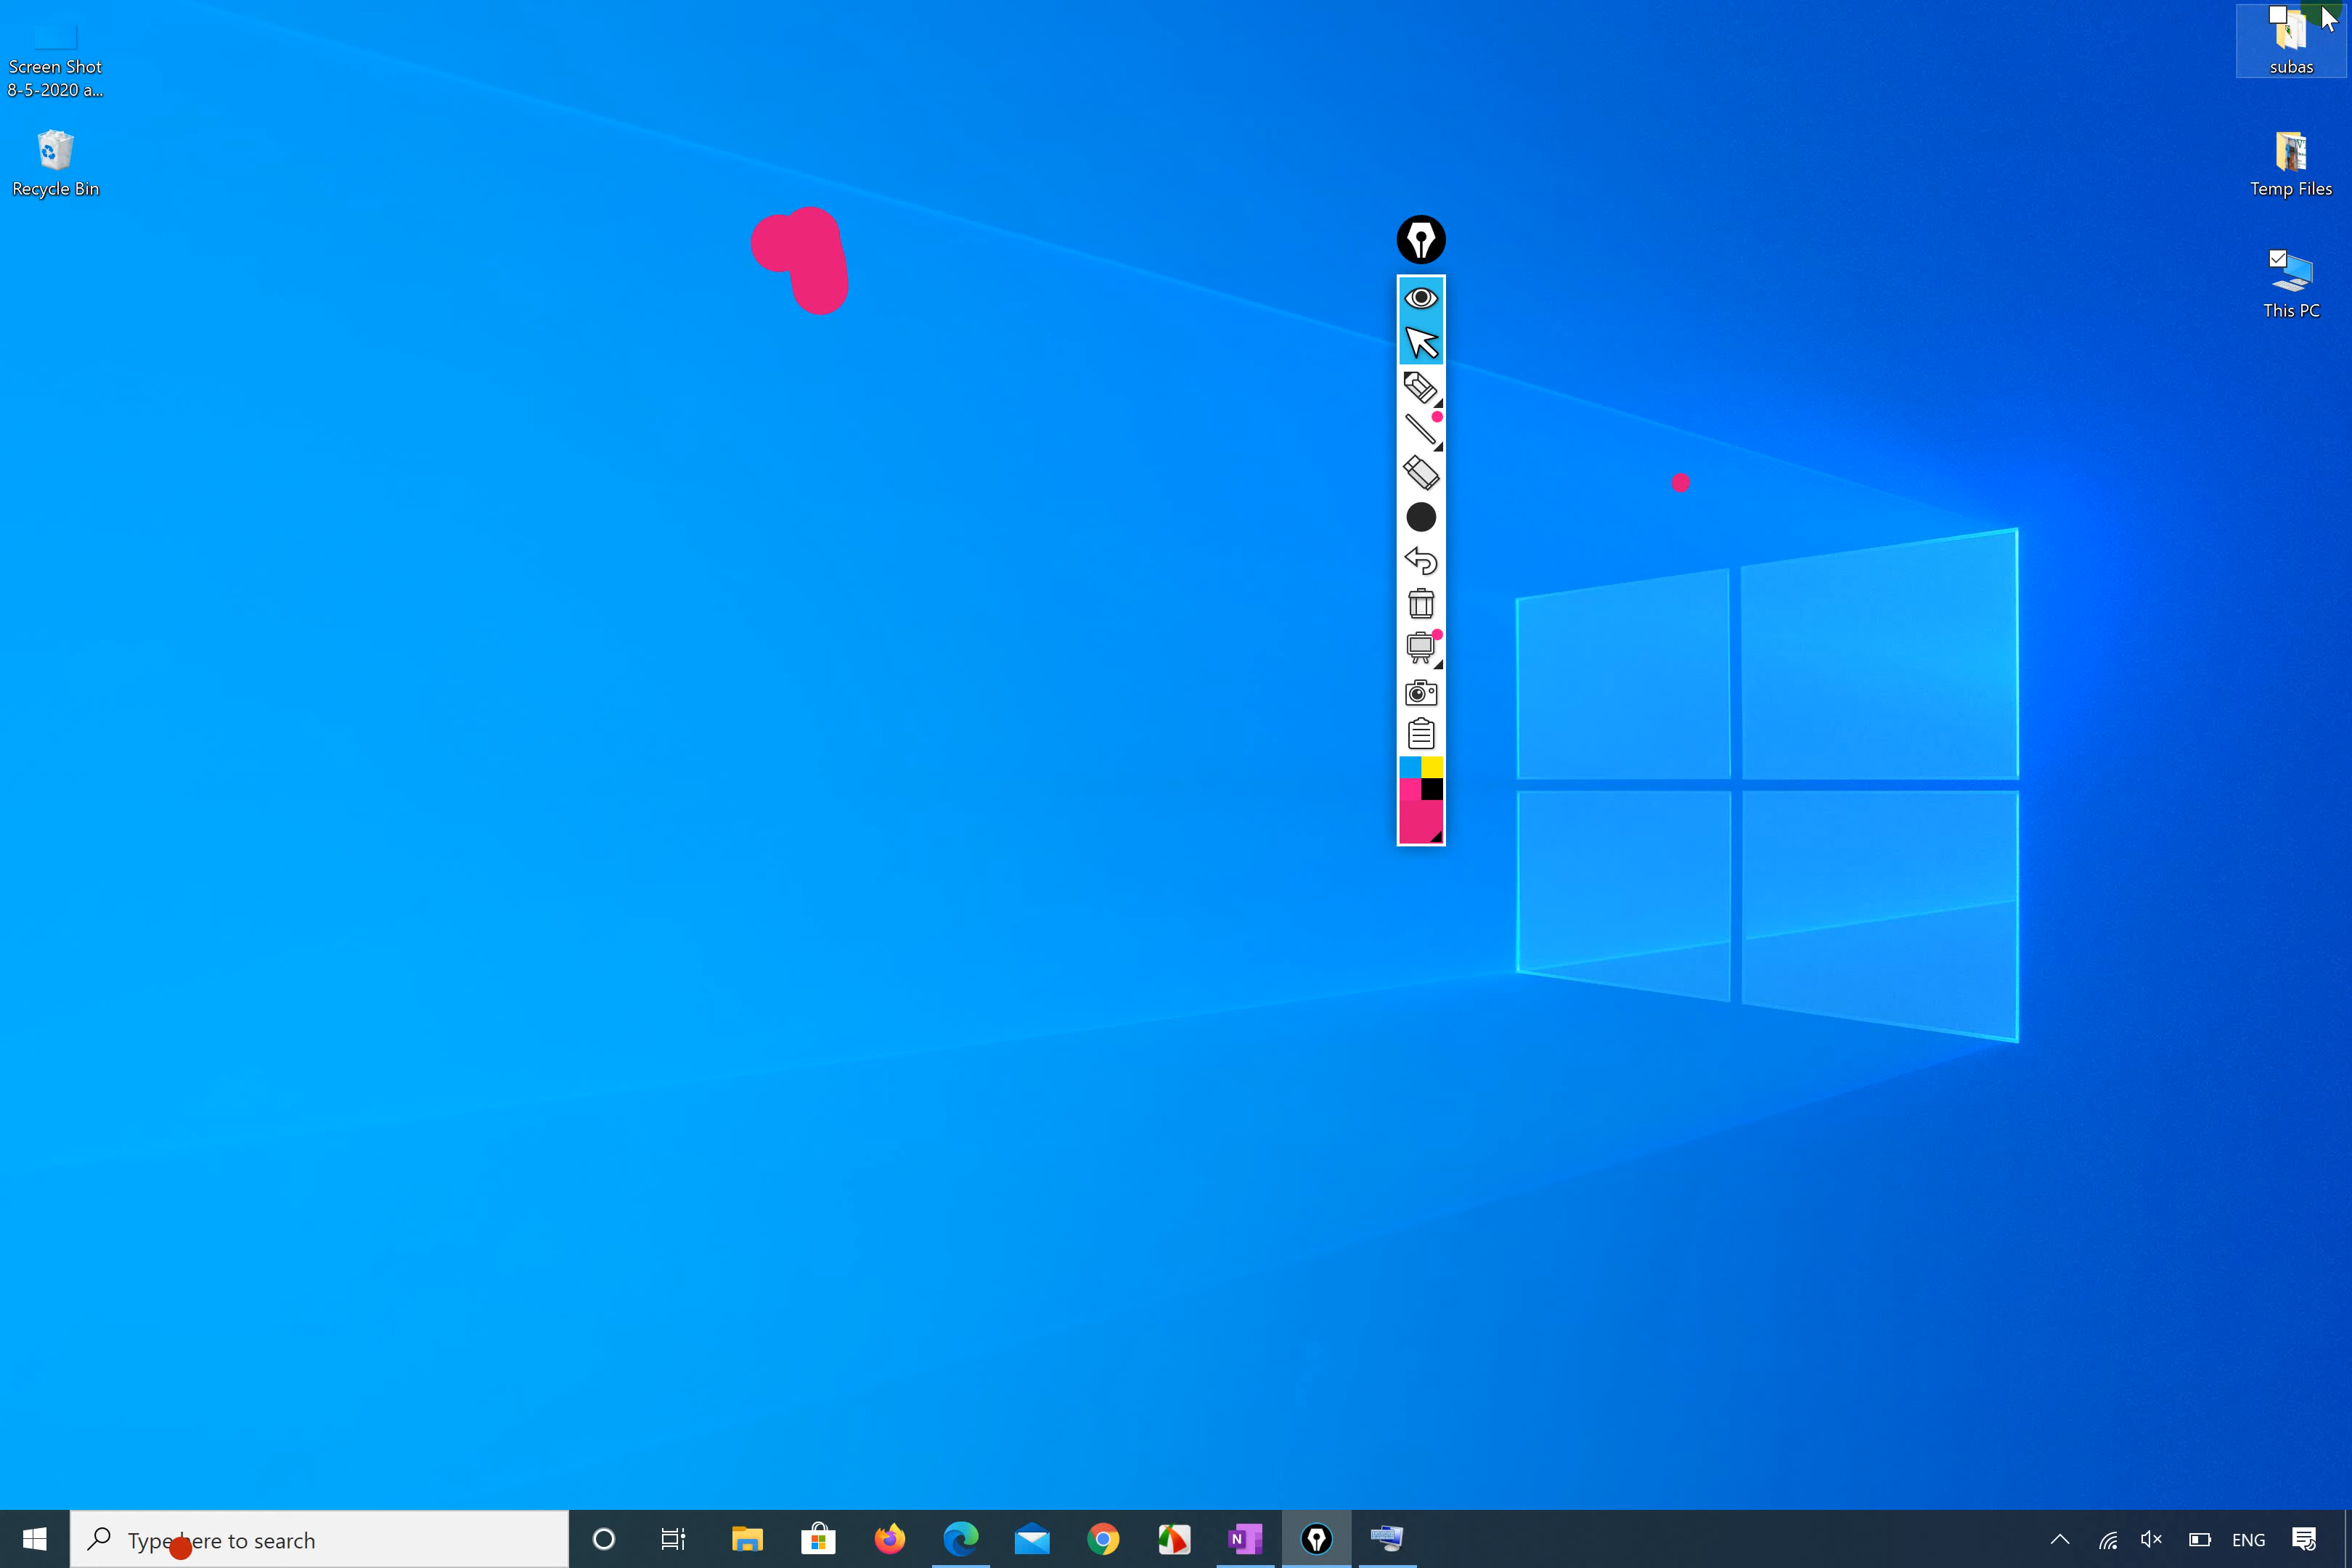 Screen Shot
8-5-2020 a...
Recycle Bin
subas
Temp Files
This PC
Type here to search
N
ENG